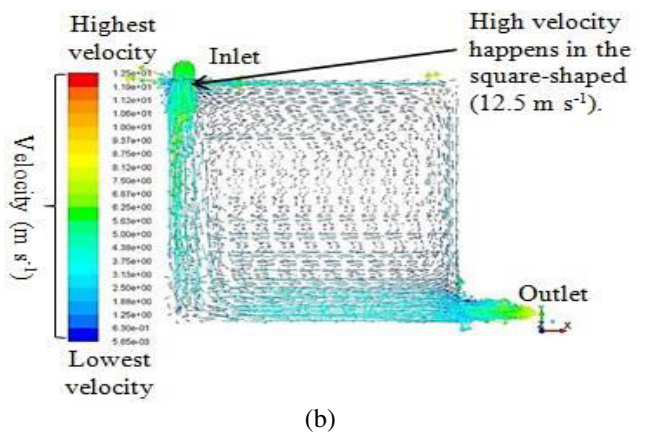 Highest
velocity
Inlet
High velocity
happens in the
square-shaped
(12.5 m s⁻¹).
Velocity (m s⁻¹)
1.25e+01
1.19e+01
1.12e+01
1.06e+01
1.00e+01
9.37e+00
8.75e+00
8.12e+00
7.50e+00
6.87e+00
6.25e+00
5.63e+00
5.00e+00
4.38e+00
3.75e+00
3.13e+00
2.50e+00
1.88e+00
1.25e+00
6.30e-01
5.65e-03
Lowest
velocity
Outlet
X
(b)